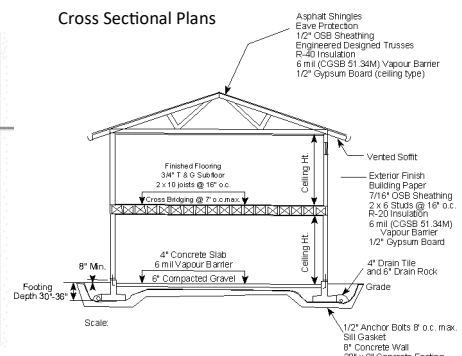 Cross Sectional Plans
Asphalt Shingles
Eave Protection
1/2" OSB Sheathing
Engineered Designed Trusses
R-40 Insulation
6 mil (CGSB 51.34M) Vapour Barrier
1/2" Gypsum Board (ceiling type)
Vented Soffit
Finished Flooring
3/4" T & G Subfloor
2 x 10 joists @ 16" o.c.
Cross Bridging @ 7' o.c.max.
Ceiling Ht.
Exterior Finish
Building Paper
7/16" OSB Sheathing
2 x 6 Studs @ 16" o.c.
R-20 Insulation
6 mil (CGSB 51.34M)
Vapour Barrier
1/2" Gypsum Board
4" Concrete Slab
6 mil Vapour Barrier
6" Compacted Gravel
Ceiling Ht.
8" Min.
Footing
Depth 30"-36"
4" Drain Tile
and 6" Drain Rock
Grade
Scale:
1/2" Anchor Bolts 8' o.c. max.
Sill Gasket
8" Concrete Wall
Concrete Footing